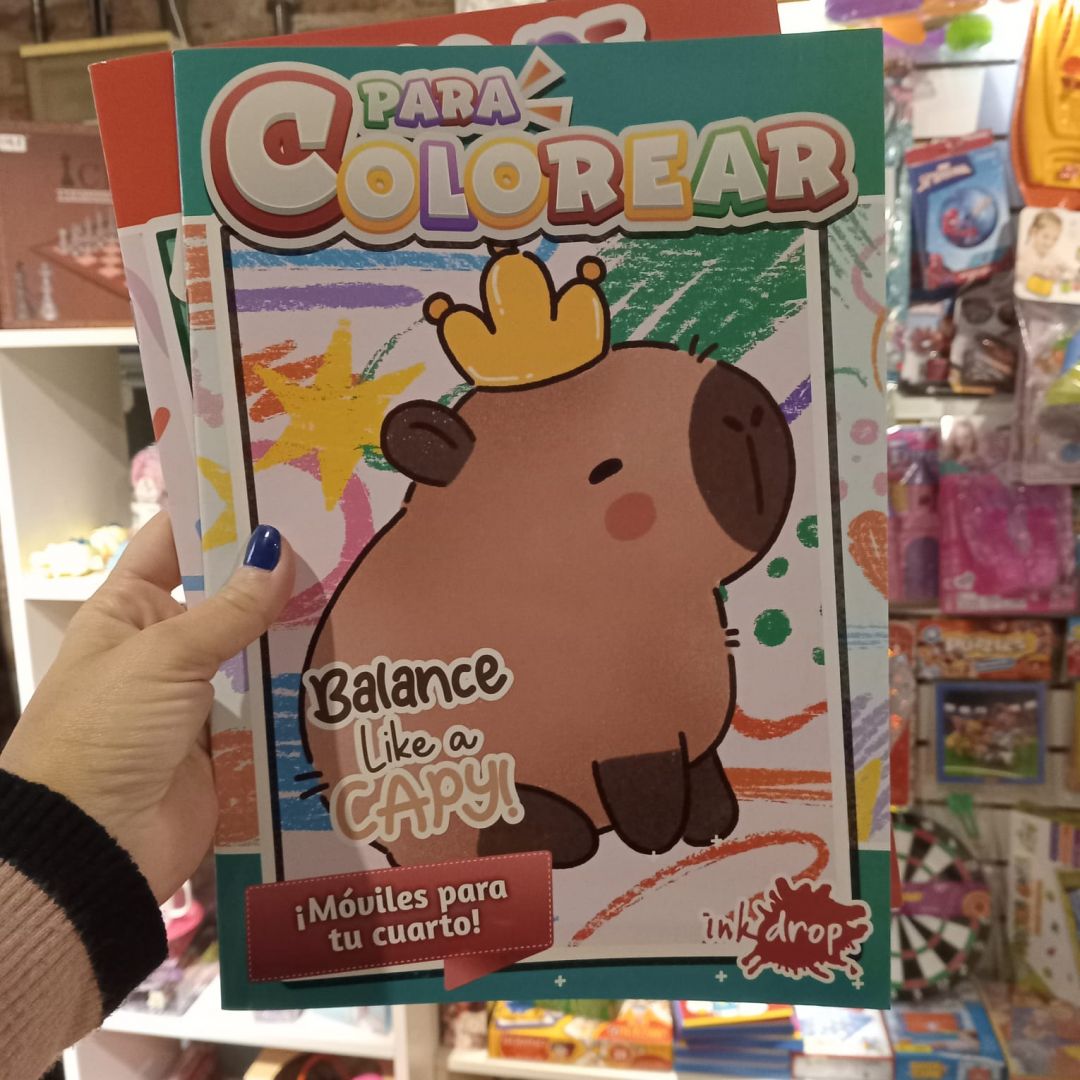 PARA
COLOREAR
Balance
Like a
CAPY!
¡Móviles para
tu cuarto!
ink drop